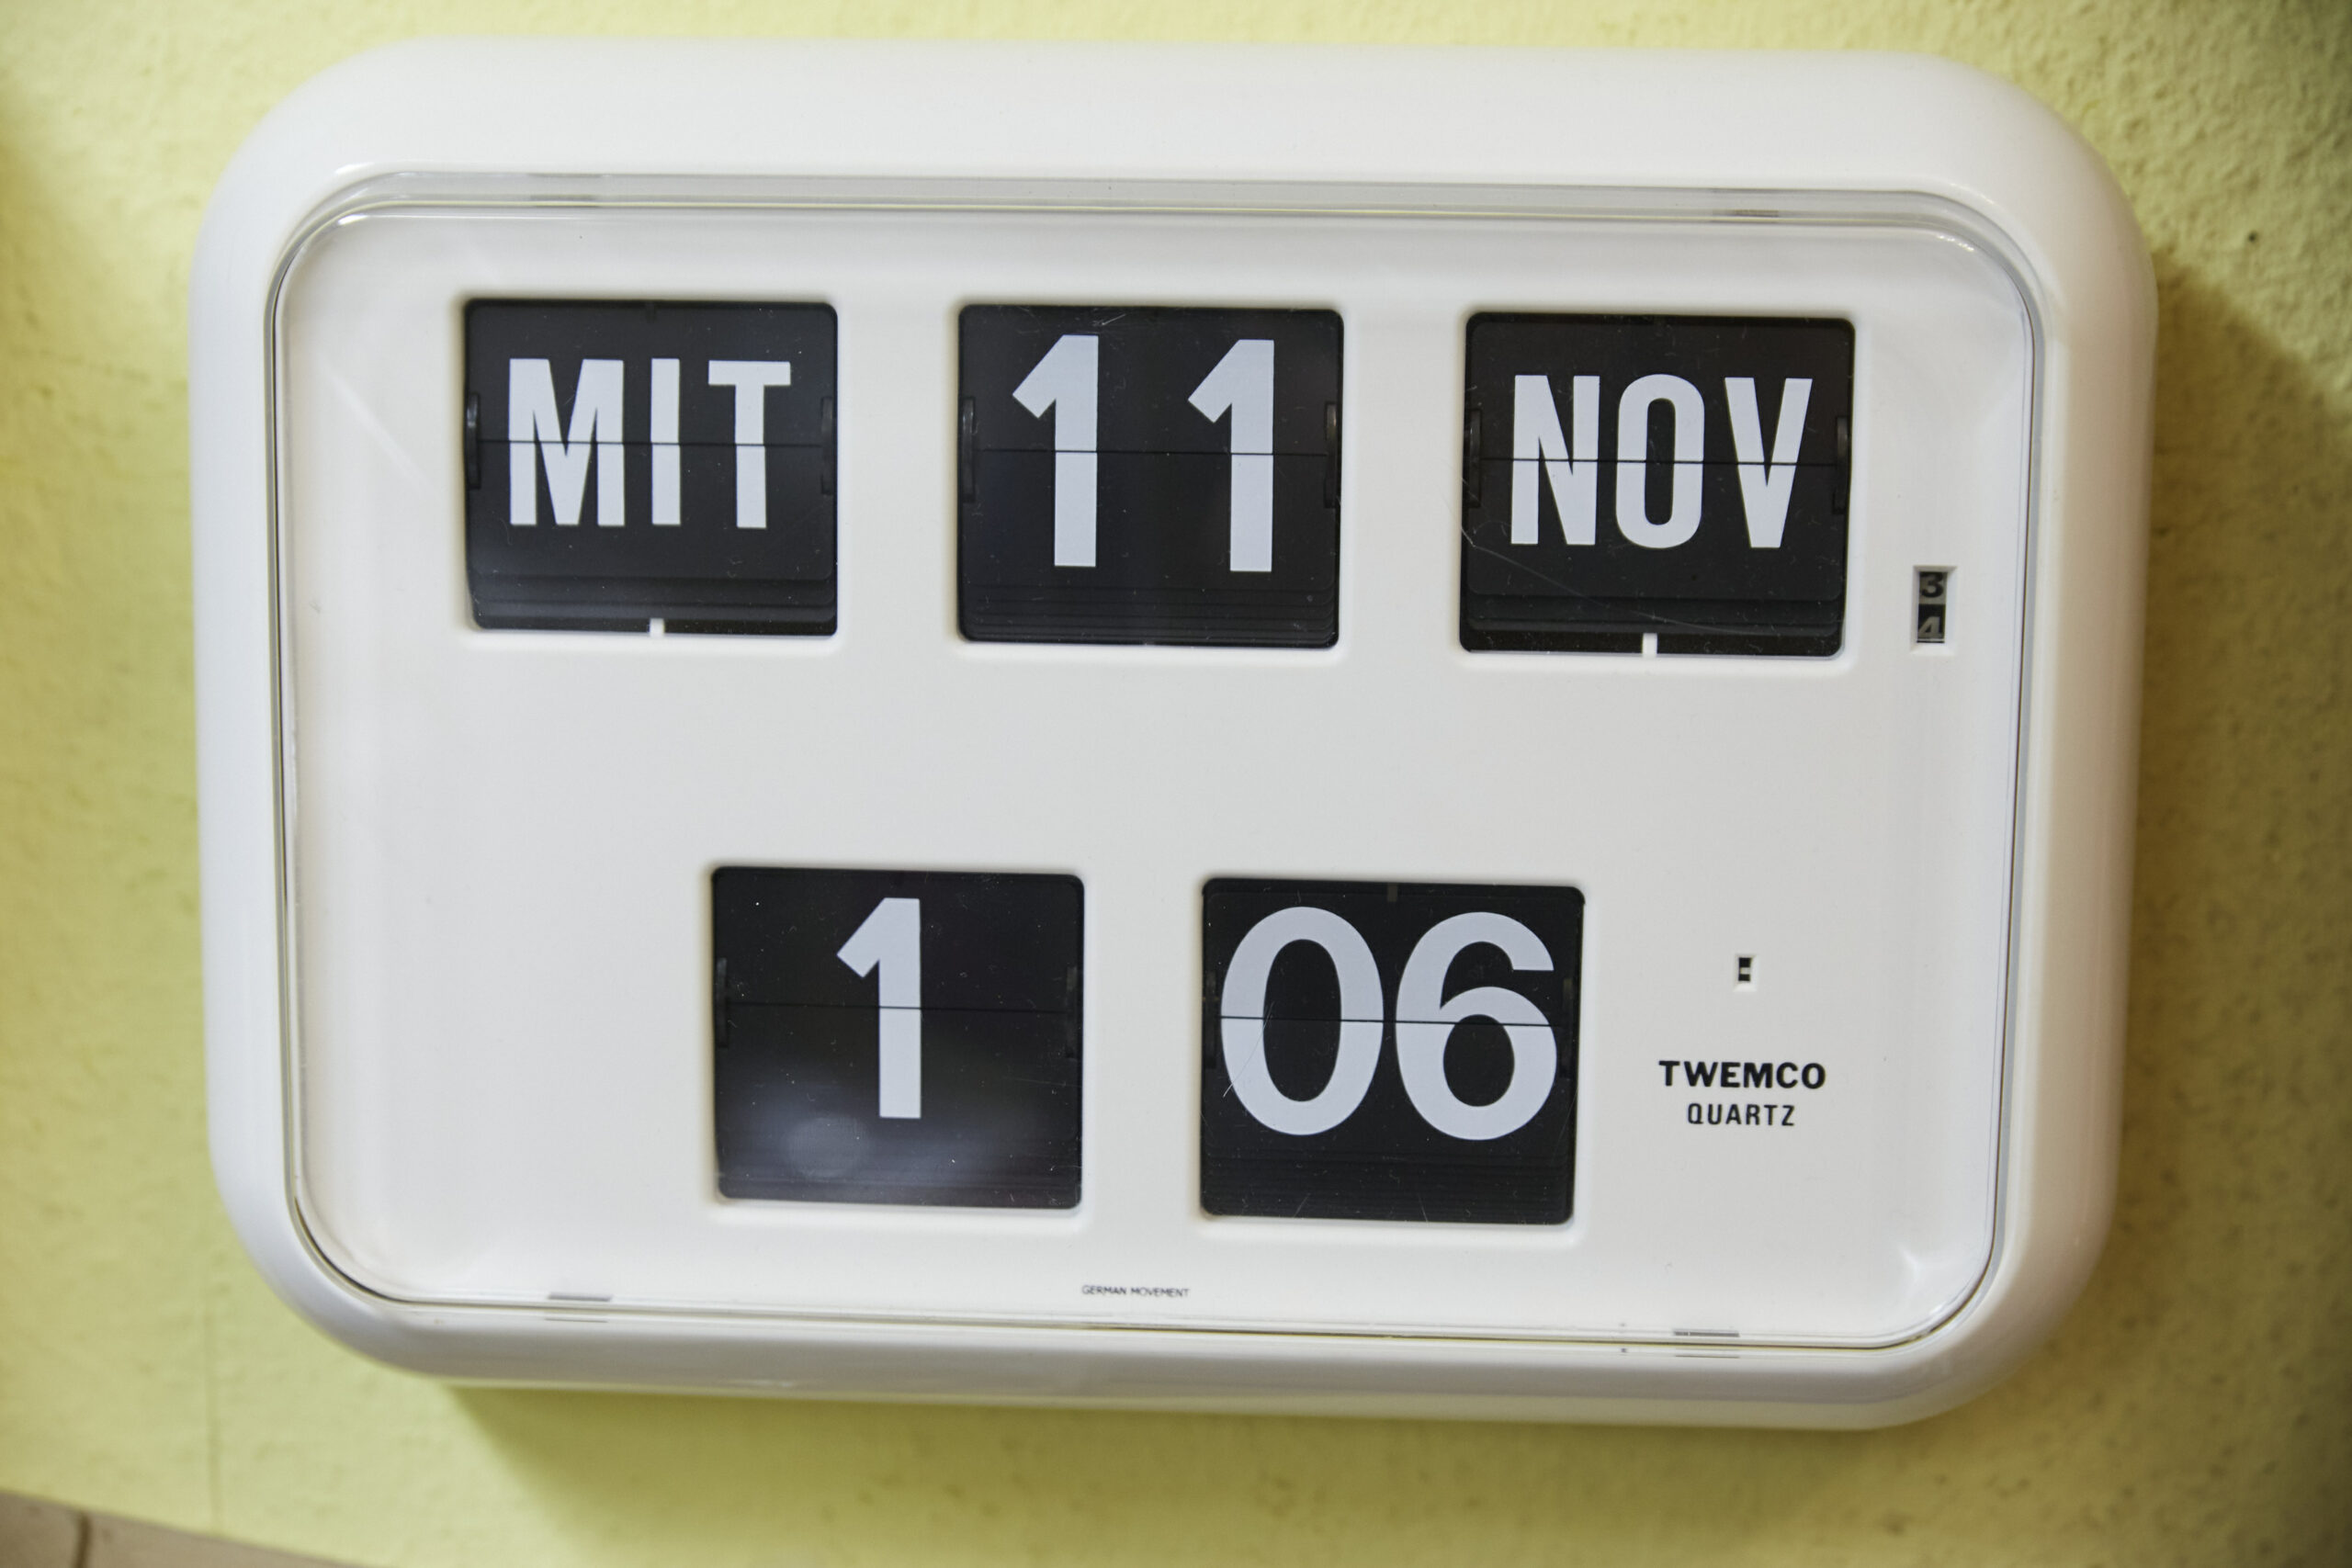 MIT 11 NOV
3
4
1 06
TWEMCO
QUARTZ
GERMAN MOVEMENT